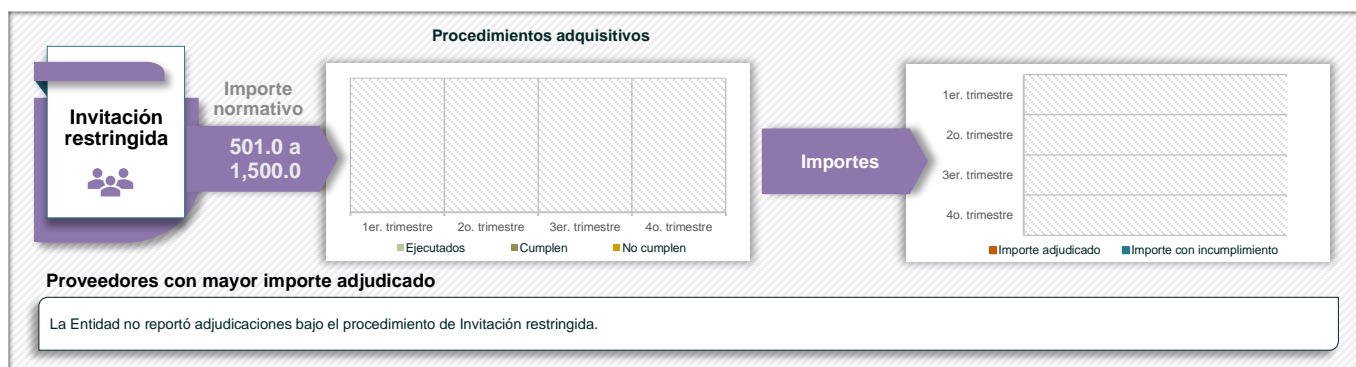 Procedimientos adquisitivos
Invitación
restringida
Importe
normativo
501.0 a
1,500.0
1er. trimestre 2o. trimestre 3er. trimestre 4o. trimestre
Ejecutados Cumplen No cumplen
Importes
1er. trimestre
2o. trimestre
3er. trimestre
4o. trimestre
Importe adjudicado Importe con incumplimiento
Proveedores con mayor importe adjudicado
La Entidad no reportó adjudicaciones bajo el procedimiento de Invitación restringida.